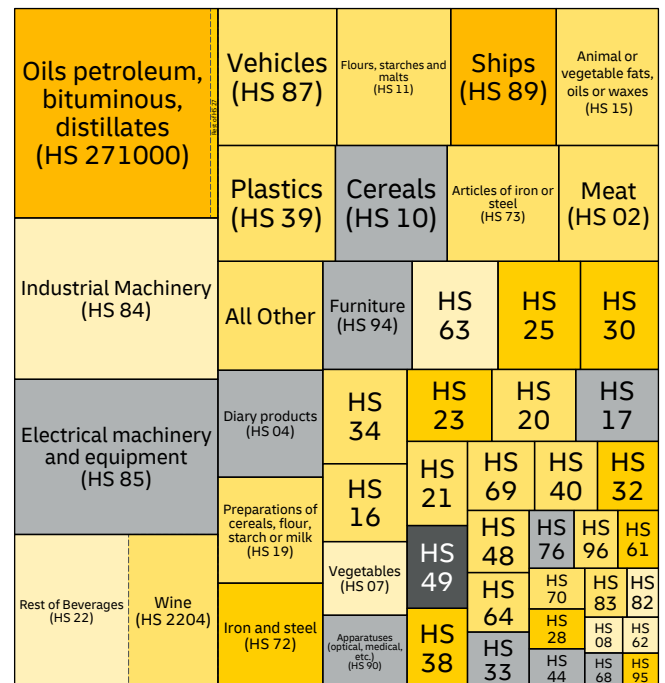 Oils petroleum,
bituminous,
distillates
(HS 271000)
Rest of HS 27
Vehicles
(HS 87)
Flours, starches and
malts
(HS 11)
Ships
(HS 89)
Animal or
vegetable fats,
oils or waxes
(HS 15)
Plastics
(HS 39)
Cereals
(HS 10)
Articles of iron or
steel
(HS 73)
Meat
(HS 02)
Industrial Machinery
(HS 84)
All Other
Furniture
(HS 94)
HS
63
HS
25
HS
30
Electrical machinery
and equipment
(HS 85)
Diary products
(HS 04)
HS
34
HS
23
HS
20
HS
17
Preparations of
cereals, flour,
starch or milk
(HS 19)
HS
16
HS
21
HS
69
HS
40
HS
32
Rest of Beverages
(HS 22)
Wine
(HS 2204)
Iron and steel
(HS 72)
Vegetables
(HS 07)
Apparatuses
(optical, medical,
etc.)
(HS 90)
HS
49
HS
38
HS
48
HS
76
HS
96
HS
61
HS
64
HS
33
HS
70
HS
28
HS
44
HS
83
HS
82
HS
08
HS
62
HS
68
HS
95